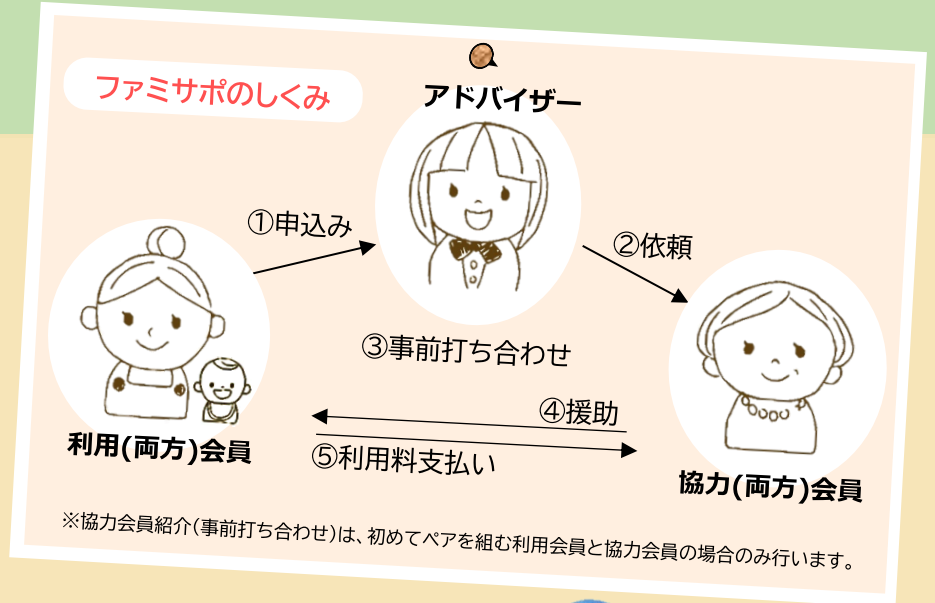 ファミサポのしくみ
アドバイザー
①申込み
②依頼
③事前打ち合わせ
④援助
⑤利用料支払い
利用(両方)会員
協力(両方)会員
※協力会員紹介(事前打ち合わせ)は、初めてペアを組む利用会員と協力会員の場合のみ行います。